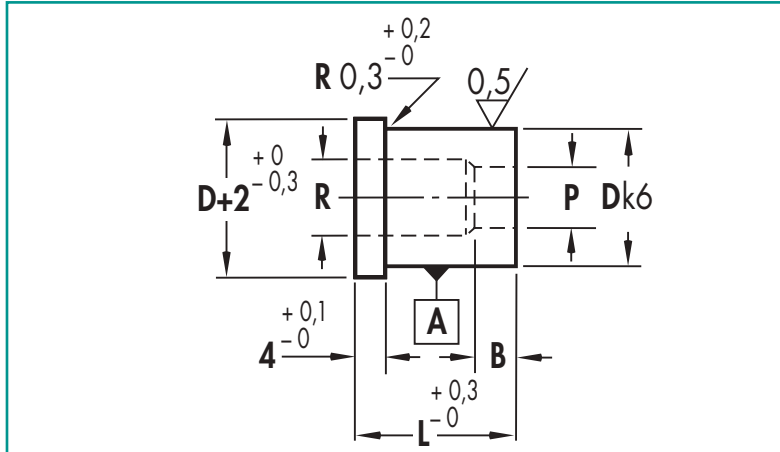 + 0,2
R 0,3 - 0
0,5
+ 0
D+2 - 0,3
R
P
Dk6
A
+ 0,1
4 - 0
B
+ 0,3
L - 0